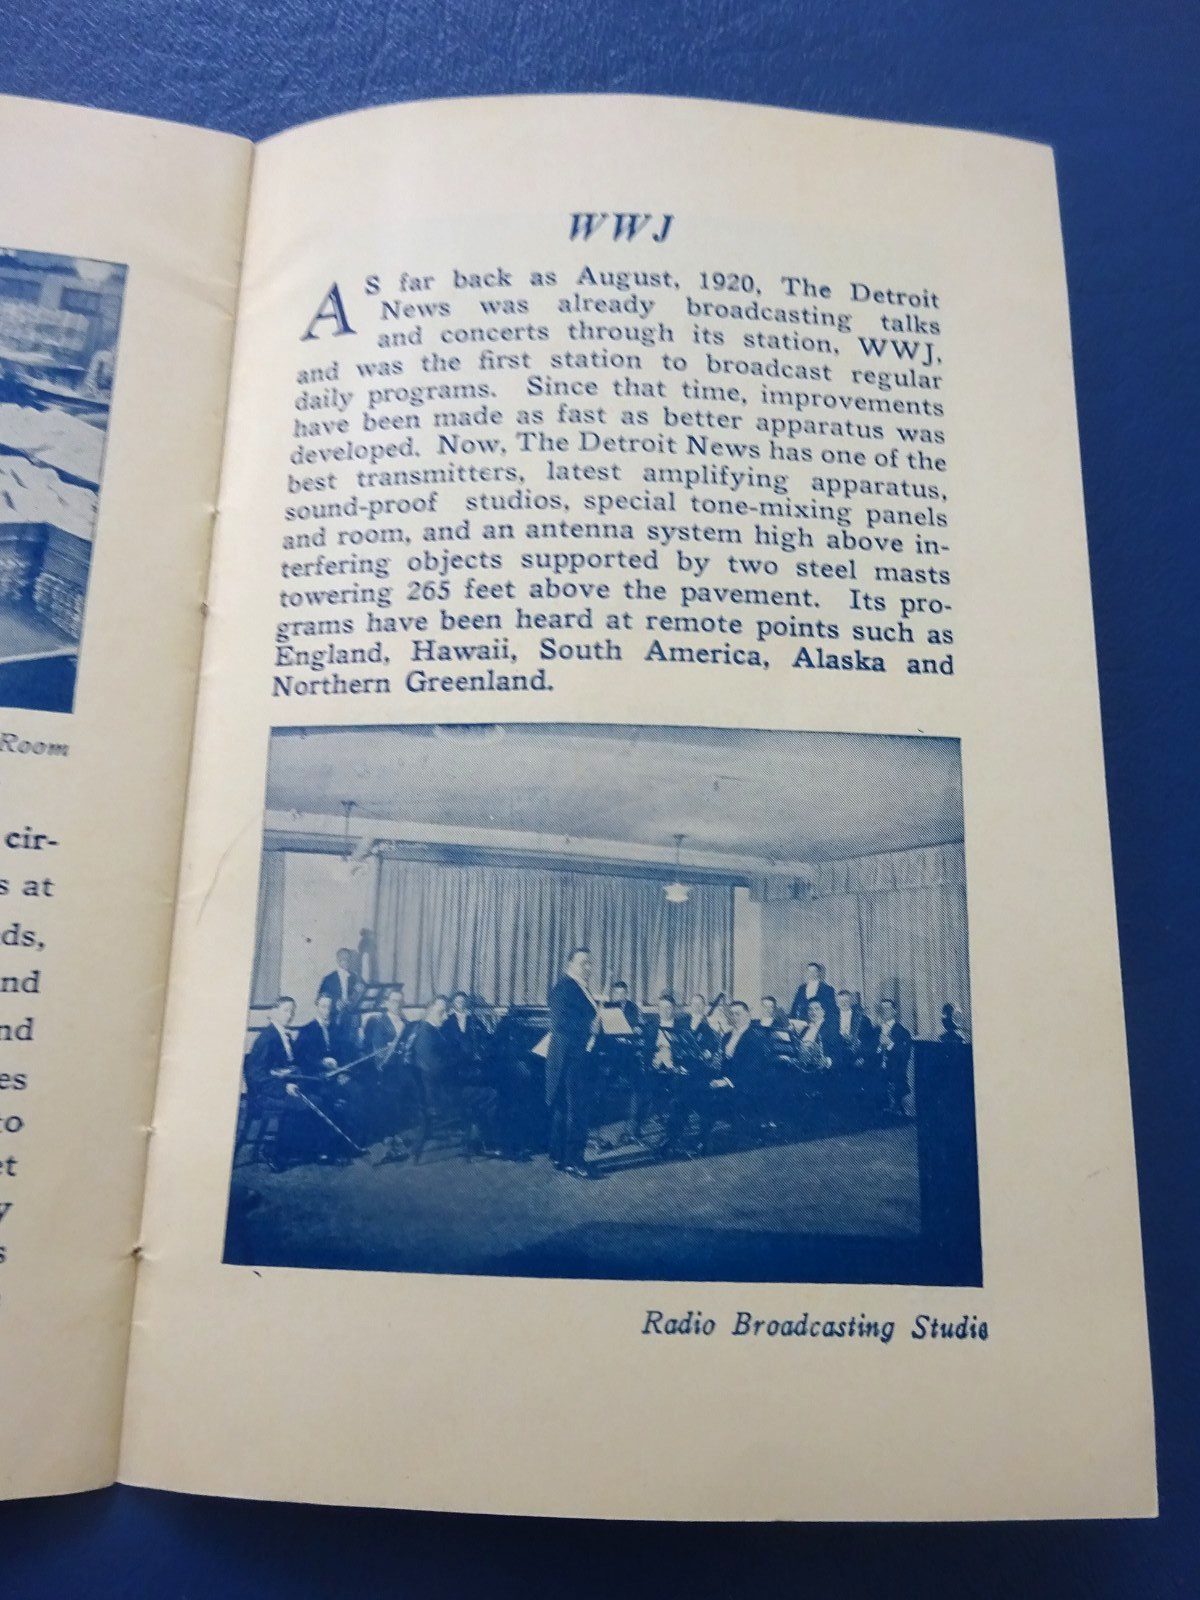 Room
cir-
s at
ds,
nd
nd
es
to
et
y
s
WWJ
AS far back as August, 1920, The Detroit
News was already broadcasting talks
and concerts through its station, WWJ,
and was the first station to broadcast regular
daily programs. Since that time, improvements
have been made as fast as better apparatus was
developed. Now, The Detroit News has one of the
best transmitters, latest amplifying apparatus,
sound-proof studios, special tone-mixing panels
and room, and an antenna system high above in-
terfering objects supported by two steel masts
towering 265 feet above the pavement. Its pro-
grams have been heard at remote points such as
England, Hawaii, South America, Alaska and
Northern Greenland.
Radio Broadcasting Studio